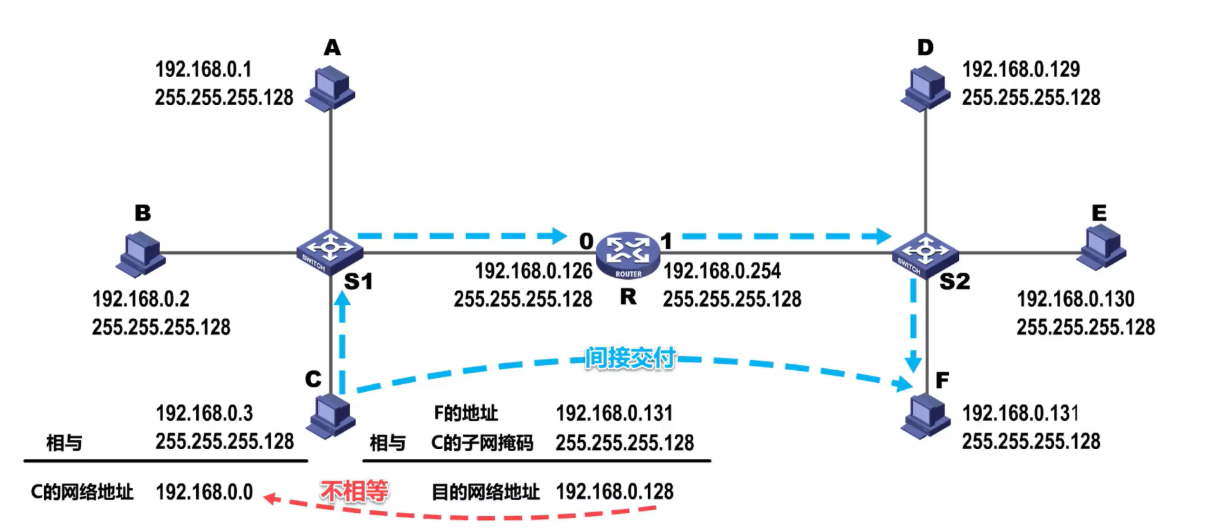 A
192.168.0.1
255.255.255.128
D
192.168.0.129
255.255.255.128
B
192.168.0.2
255.255.255.128
SWITCH
S1
0
192.168.0.126
255.255.255.128
ROUTER
R
1
192.168.0.254
255.255.255.128
SWITCH
S2
E
192.168.0.130
255.255.255.128
间接交付
C
192.168.0.3
相与 255.255.255.128
C的网络地址 192.168.0.0
F的地址 192.168.0.131
相与 C的子网掩码 255.255.255.128
不相等
目的网络地址 192.168.0.128
F
192.168.0.131
255.255.255.128